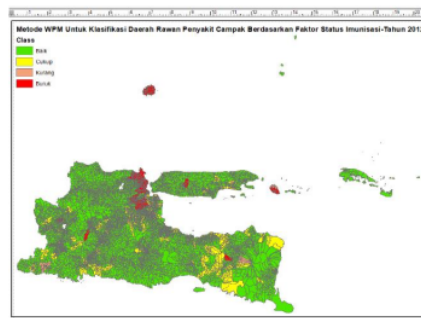 Metode WPM Untuk Klasifikasi Daerah Rawan Penyakit Campak Berdasarkan Faktor Status Imunisasi-Tahun 2012
Class
Baik
Cukup
Kurang
Buruk